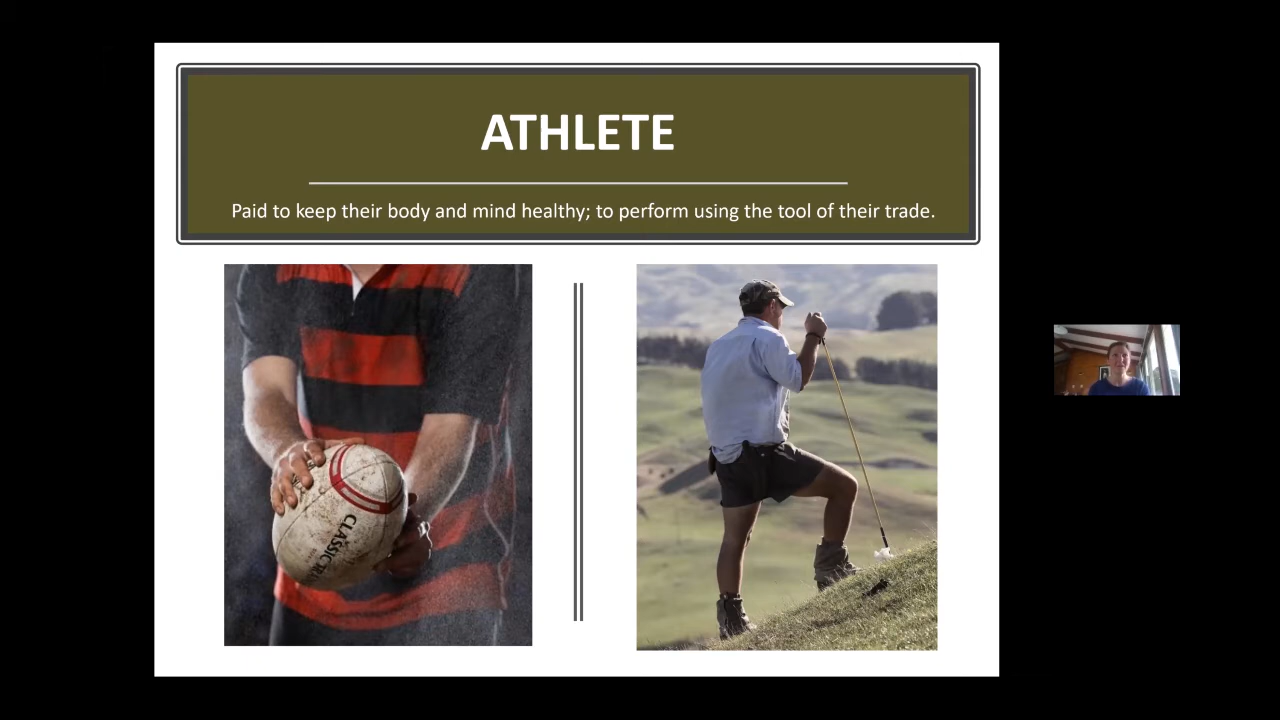 ATHLETE
Paid to keep their body and mind healthy; to perform using the tool of their trade.
CLASSIC